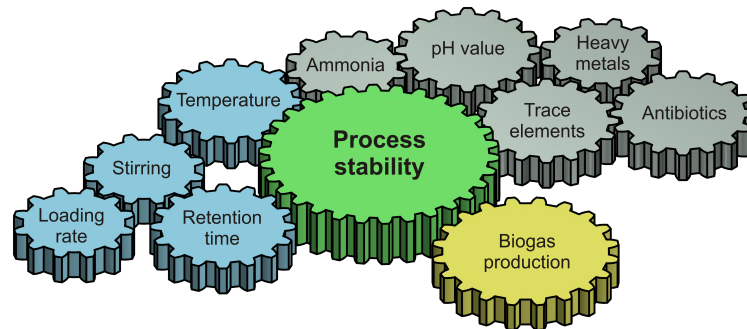 Ammonia
pH value
Heavy
metals
Temperature
Trace
elements
Antibiotics
Process
stability
Stirring
Loading
rate
Retention
time
Biogas
production